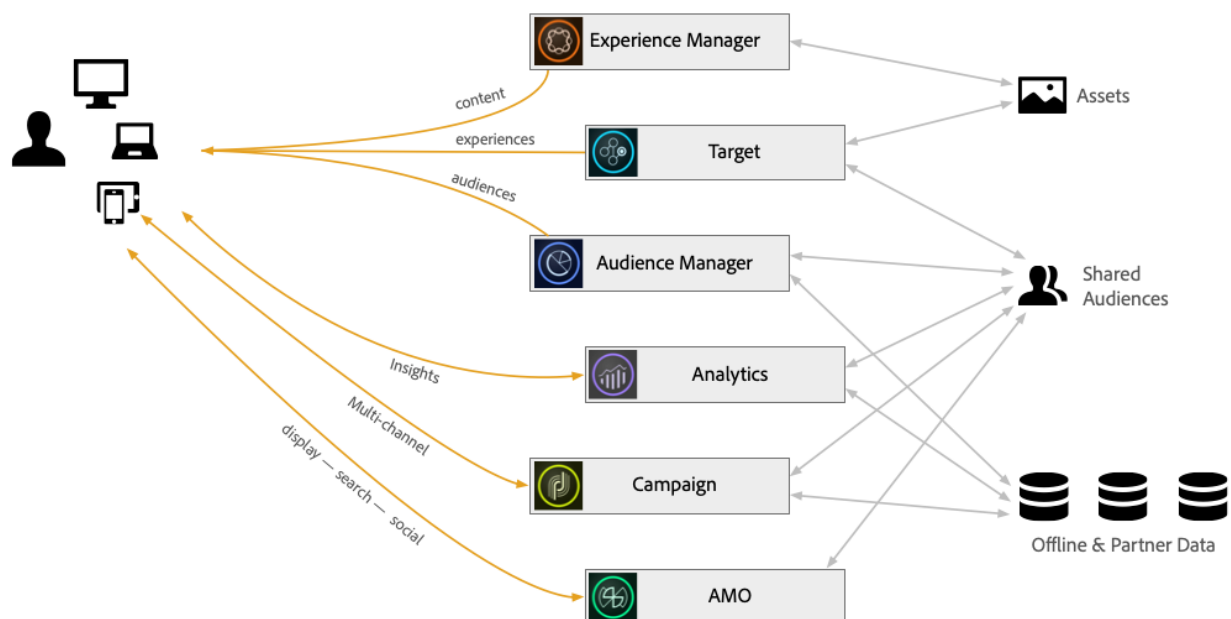 Experience Manager
content
Assets
experiences
Target
audiences
Audience Manager
Shared
Audiences
Insights
Analytics
Multi-channel
Campaign
display — search — social
Offline & Partner Data
AMO